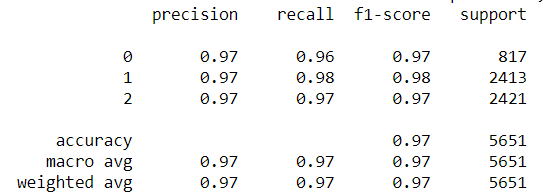 precision recall f1-score support
0 0.97 0.96 0.97 817
1 0.97 0.98 0.98 2413
2 0.97 0.97 0.97 2421
accuracy 0.97 5651
macro avg 0.97 0.97 0.97 5651
weighted avg 0.97 0.97 0.97 5651